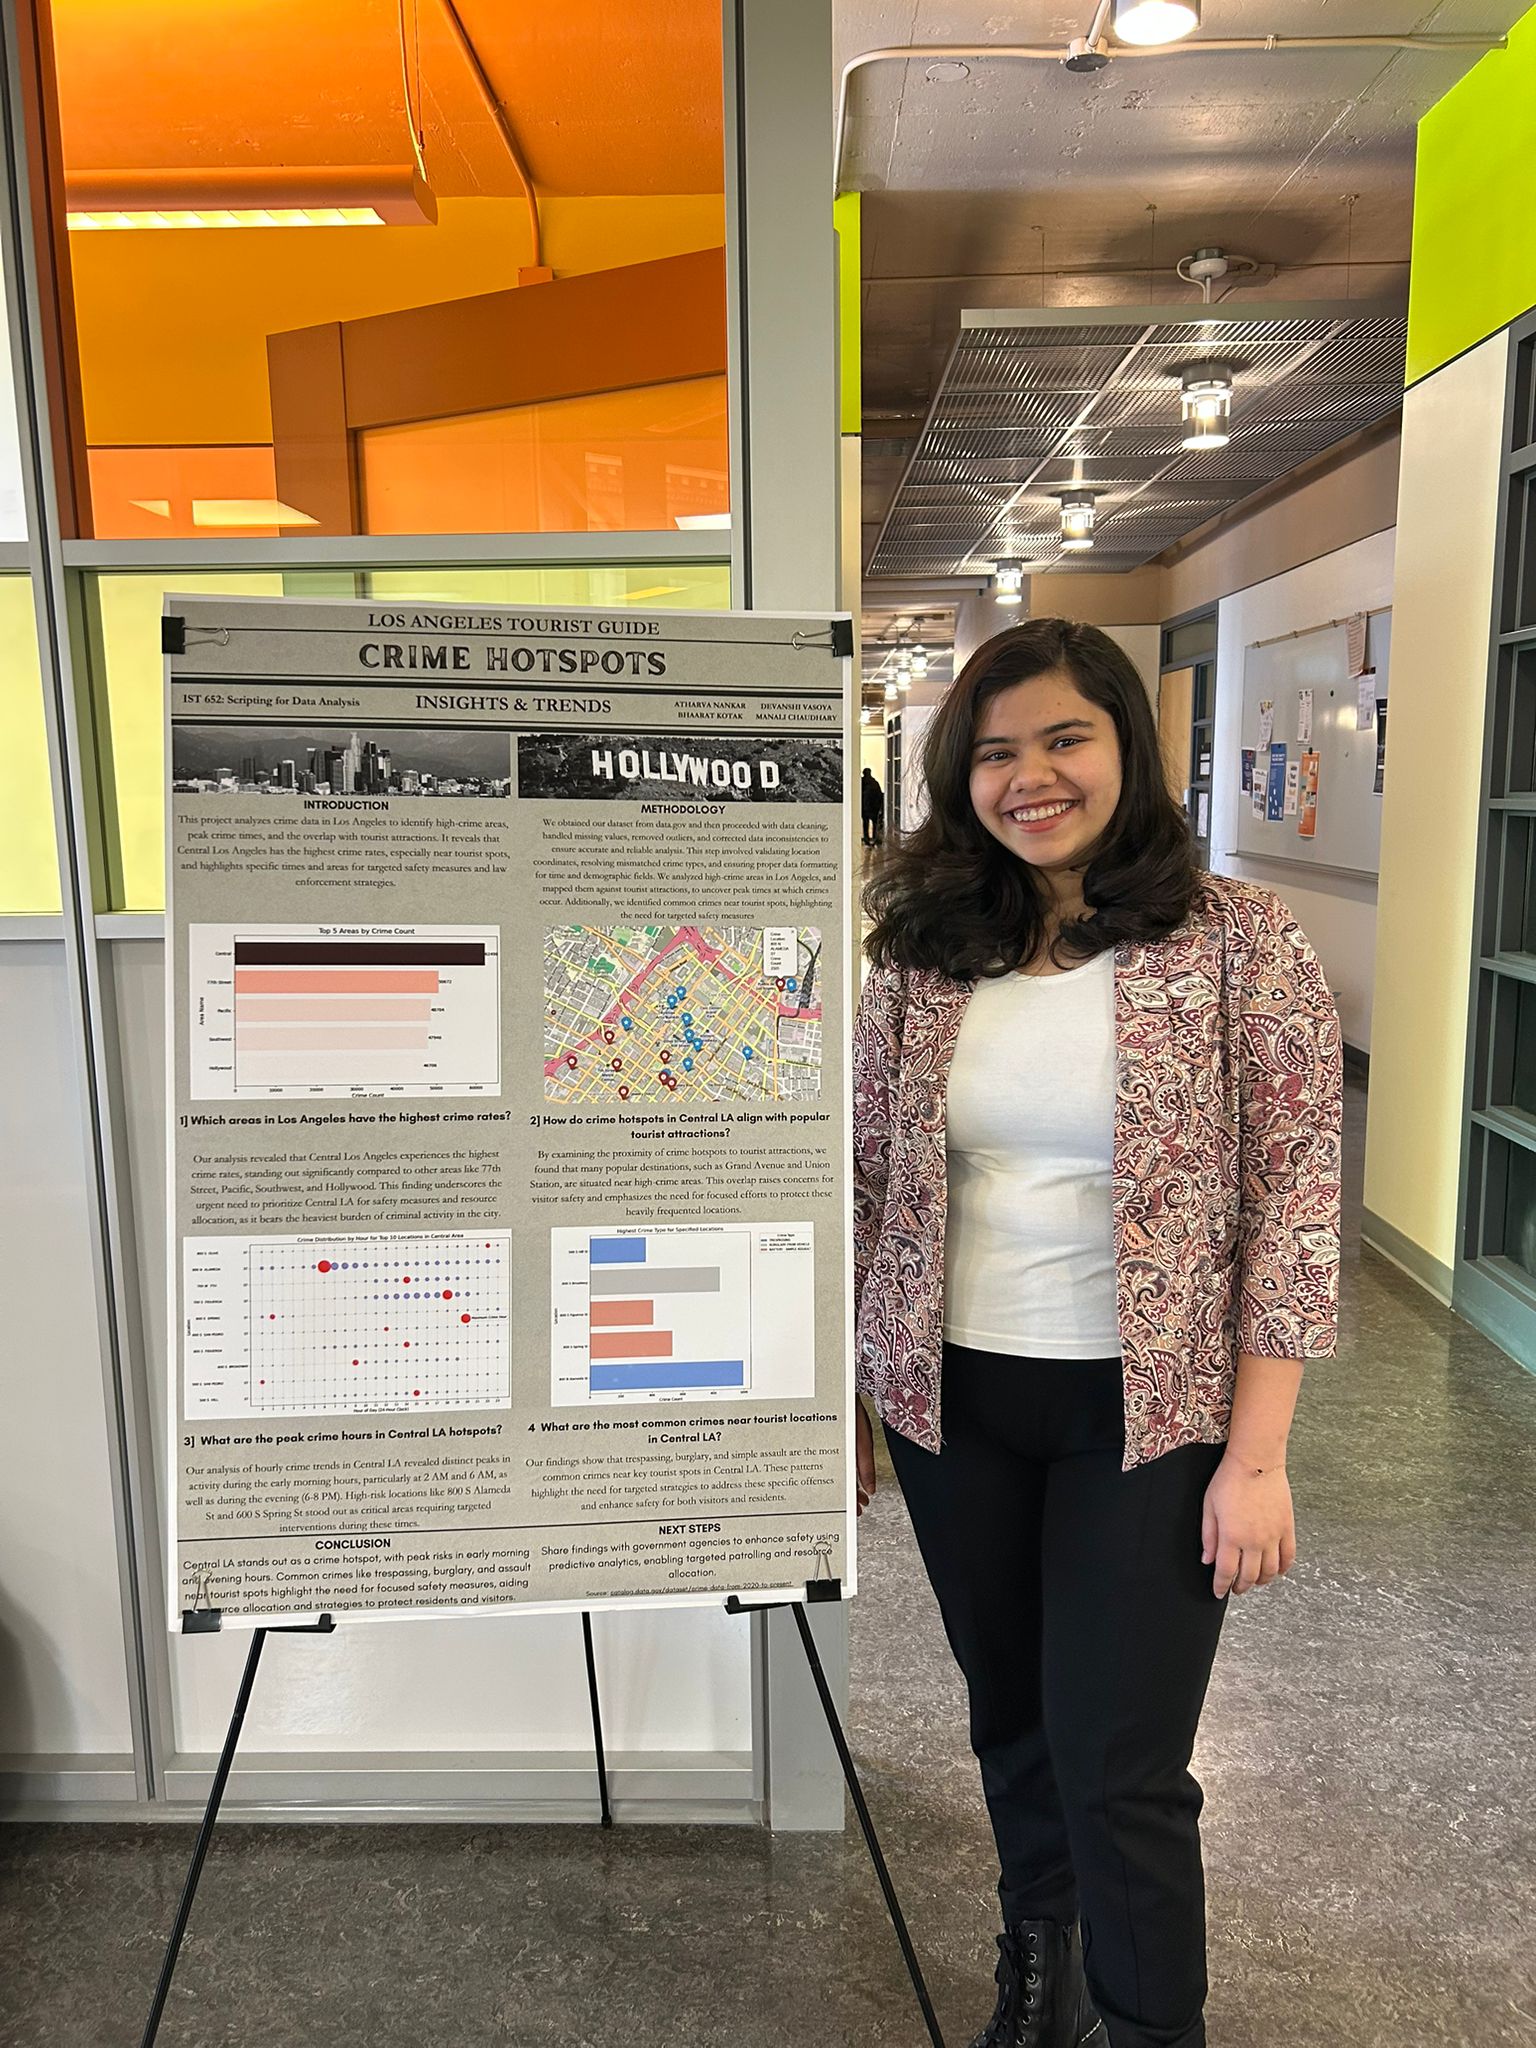 LOS ANGELES TOURIST GUIDE
CRIME HOTSPOTS
IST 652: Scripting for Data Analysis
INSIGHTS & TRENDS
ATHARVA NANKAR DEVANSHI VASOYA
BHAARAT KOTAK MANALI CHAUDHARY
HOLLYWOOD
INTRODUCTION
This project analyzes crime data in Los Angeles to identify high-crime areas,
peak crime times, and the overlap with tourist attractions. It reveals that
Central Los Angeles has the highest crime rates, especially near tourist spots,
and highlights specific times and areas for targeted safety measures and law
enforcement strategies.
METHODOLOGY
We obtained our dataset from data.gov and then proceeded with data cleaning,
handled missing values, removed outliers, and corrected data inconsistencies to
ensure accurate and reliable analysis. This step involved validating location
coordinates, resolving mismatched crime types, and ensuring proper data formatting
for time and demographic fields. We analyzed high-crime areas in Los Angeles, and
mapped them against tourist attractions, to uncover peak times at which crimes
occur. Additionally, we identified common crimes near tourist spots, highlighting
the need for targeted safety measures
Top 5 Areas by Crime Count
Area Name
Central
77th Street
Pacific
Southwest
Hollywood
Crime Count
1] Which areas in Los Angeles have the highest crime rates?
Our analysis revealed that Central Los Angeles experiences the highest
crime rates, standing out significantly compared to other areas like 77th
Street, Pacific, Southwest, and Hollywood. This finding underscores the
urgent need to prioritize Central LA for safety measures and resource
allocation, as it bears the heaviest burden of criminal activity in the city.
2] How do crime hotspots in Central LA align with popular
tourist attractions?
By examining the proximity of crime hotspots to tourist attractions, we
found that many popular destinations, such as Grand Avenue and Union
Station, are situated near high-crime areas. This overlap raises concerns for
visitor safety and emphasizes the need for focused efforts to protect these
heavily frequented locations.
Crime Distribution by Hour for Top 10 Locations in Central Area
Hour of Day (24-Hour Clock)
3] What are the peak crime hours in Central LA hotspots?
Our analysis of hourly crime trends in Central LA revealed distinct peaks in
activity during the early morning hours, particularly at 2 AM and 6 AM, as
well as during the evening (6-8 PM). High-risk locations like 800 S Alameda
St and 600 S Spring St stood out as critical areas requiring targeted
interventions during these times.
Highest Crime Type for Specified Locations
Crime Count
4 What are the most common crimes near tourist locations
in Central LA?
Our findings show that trespassing, burglary, and simple assault are the most
common crimes near key tourist spots in Central LA. These patterns
highlight the need for targeted strategies to address these specific offenses
and enhance safety for both visitors and residents.
CONCLUSION
Central LA stands out as a crime hotspot, with peak risks in early morning
and evening hours. Common crimes like trespassing, burglary, and assault
near tourist spots highlight the need for focused safety measures, aiding
allocation and strategies to protect residents and visitors.
NEXT STEPS
Share findings with government agencies to enhance safety using
predictive analytics, enabling targeted patrolling and resource
allocation.
Source: catalog.data.gov/dataset/crime-data-from-2020-to-present